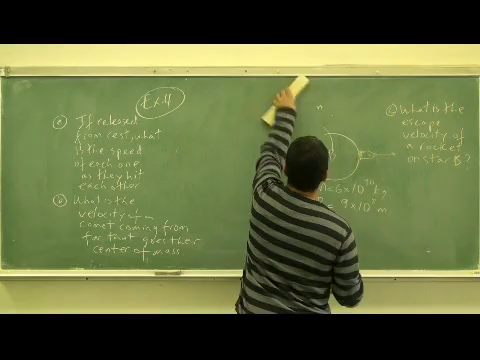 Ex.4
(a) If released
from rest, what
is the speed
of each one
as they hit
each other
(b) What is the
velocity of a
comet coming from
far that goes their
center of mass
(c) What is the
escape
velocity of
a rocket
on star B?
= 6 x 10^30 kg
= 9 x 10^8 m